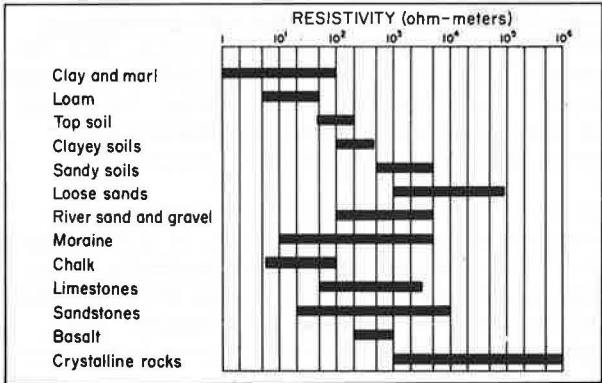 RESISTIVITY (ohm-meters)
1 10¹ 10² 10³ 10⁴ 10⁵ 10⁶
Clay and marl
Loam
Top soil
Clayey soils
Sandy soils
Loose sands
River sand and gravel
Moraine
Chalk
Limestones
Sandstones
Basalt
Crystalline rocks